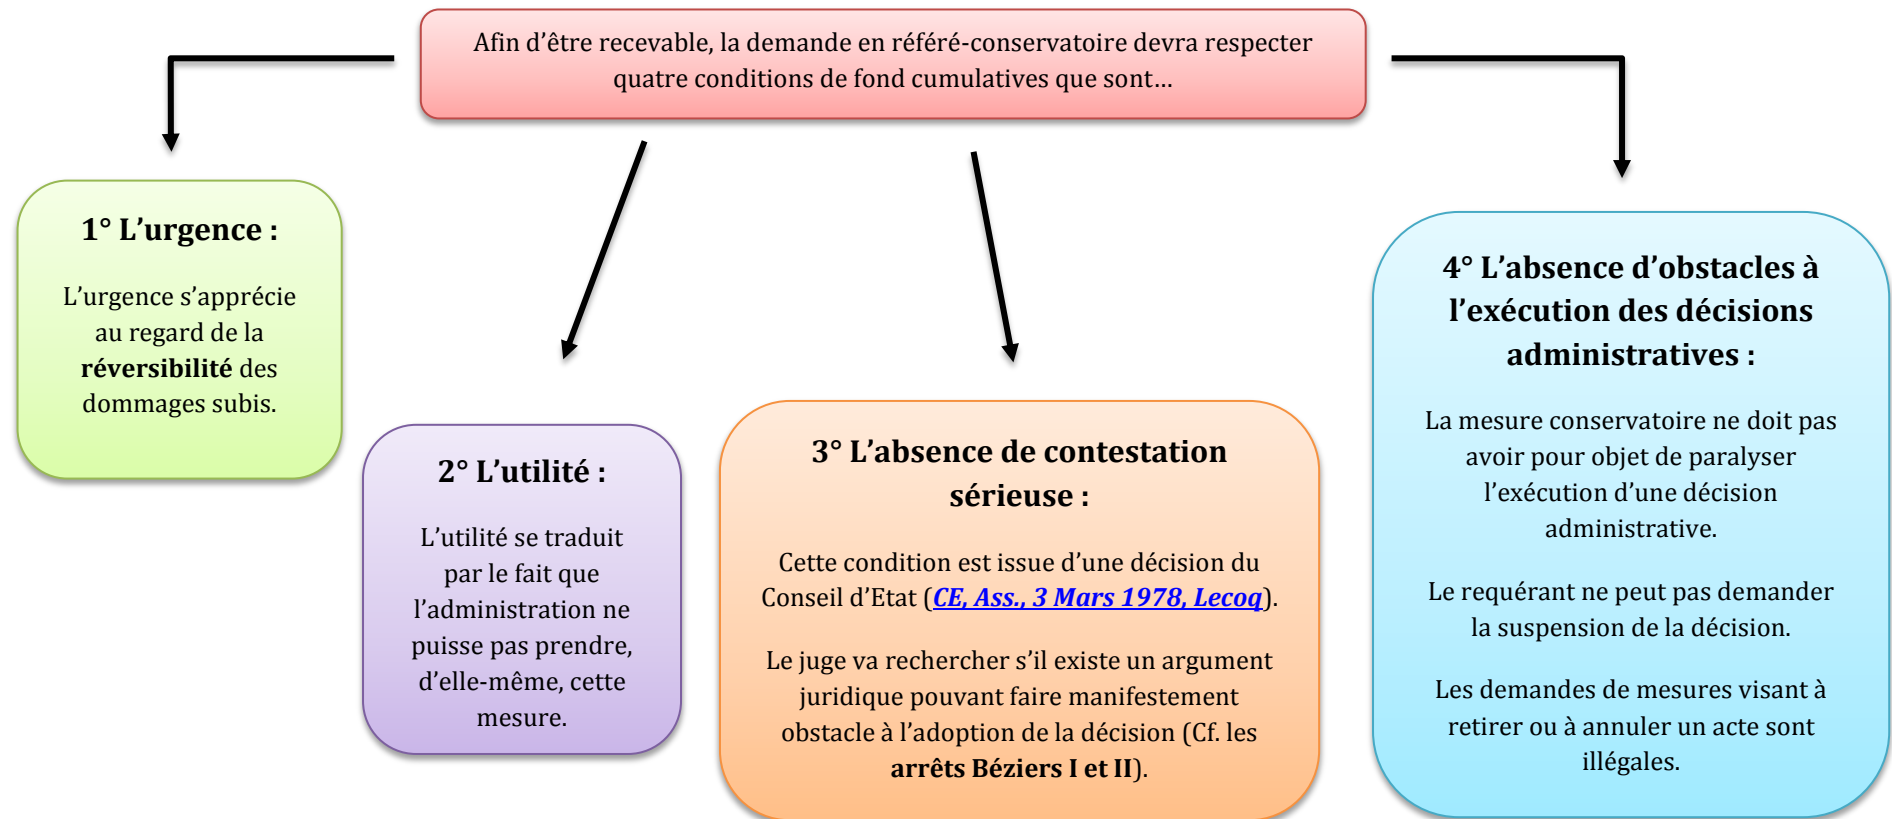 Afin d’être recevable, la demande en référé-conservatoire devra respecter
quatre conditions de fond cumulatives que sont…
1° L’urgence :
L’urgence s’apprécie
au regard de la
réversibilité des
dommages subis.
2° L’utilité :
L’utilité se traduit
par le fait que
l’administration ne
puisse pas prendre,
d’elle-même, cette
mesure.
3° L’absence de contestation
sérieuse :
Cette condition est issue d’une décision du
Conseil d’Etat (CE, Ass., 3 Mars 1978, Lecoq).
Le juge va rechercher s’il existe un argument
juridique pouvant faire manifestement
obstacle à l’adoption de la décision (Cf. les
arrêts Béziers I et II).
4° L’absence d’obstacles à
l’exécution des décisions
administratives :
La mesure conservatoire ne doit pas
avoir pour objet de paralyser
l’exécution d’une décision
administrative.
Le requérant ne peut pas demander
la suspension de la décision.
Les demandes de mesures visant à
retirer ou à annuler un acte sont
illégales.